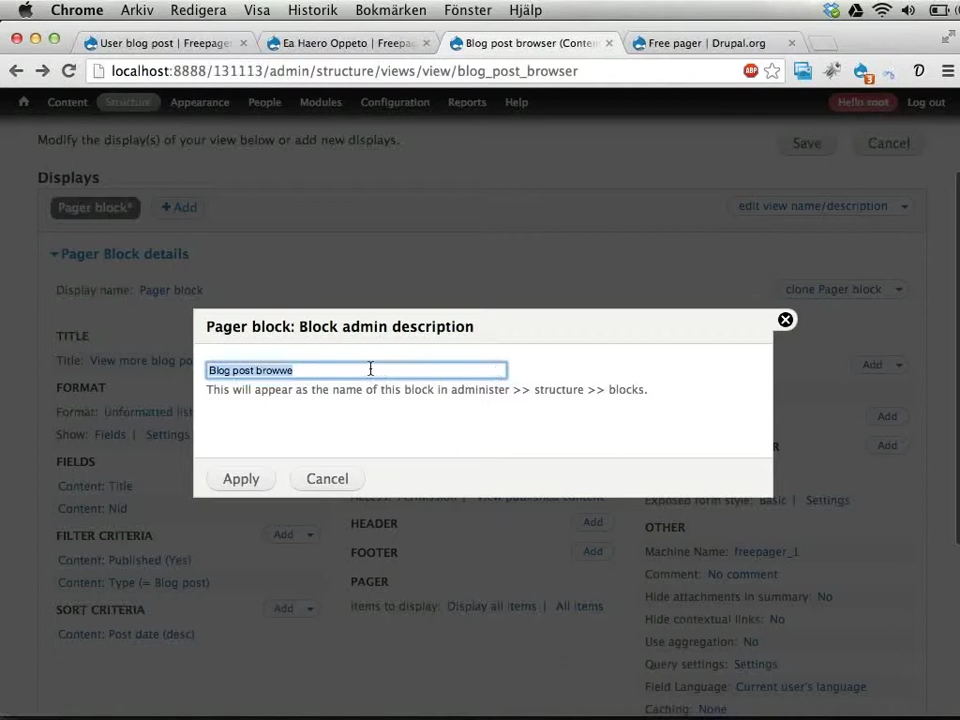 Chrome Arkiv Redigera Visa Historik Bokmärken Fönster Hjälp
User blog post | Freepage
Ea Haero Oppeto | Freepag
Blog post browser (Conten
Free pager | Drupal.org
localhost:8888/131113/admin/structure/views/view/blog_post_browser
ABP
3
Content Structure Appearance People Modules Configuration Reports Help Hello root Log out
Modify the display(s) of your view below or add new displays.
Save Cancel
Displays
Pager block* + Add edit view name/description
Pager Block details
Display name: Pager block clone Pager block
Pager block: Block admin description
Blog post browwe
This will appear as the name of this block in administer >> structure >> blocks.
Apply Cancel
TITLE
Title: View more blog po
FORMAT
Format: Unformatted list
Show: Fields | Settings
FIELDS
Content: Title
Content: Nid
FILTER CRITERIA Add
Content: Published (Yes)
Content: Type (= Blog post)
SORT CRITERIA Add
Content: Post date (desc)
HEADER Add
FOOTER Add
PAGER
Items to display: Display all items | All items
Add
Add
Add
Exposed form style: Basic | Settings
OTHER
Machine Name: freepager_1
Comment: No comment
Hide attachments in summary: No
Hide contextual links: No
Use aggregation: No
Query settings: Settings
Field Language: Current user's language
Caching: None